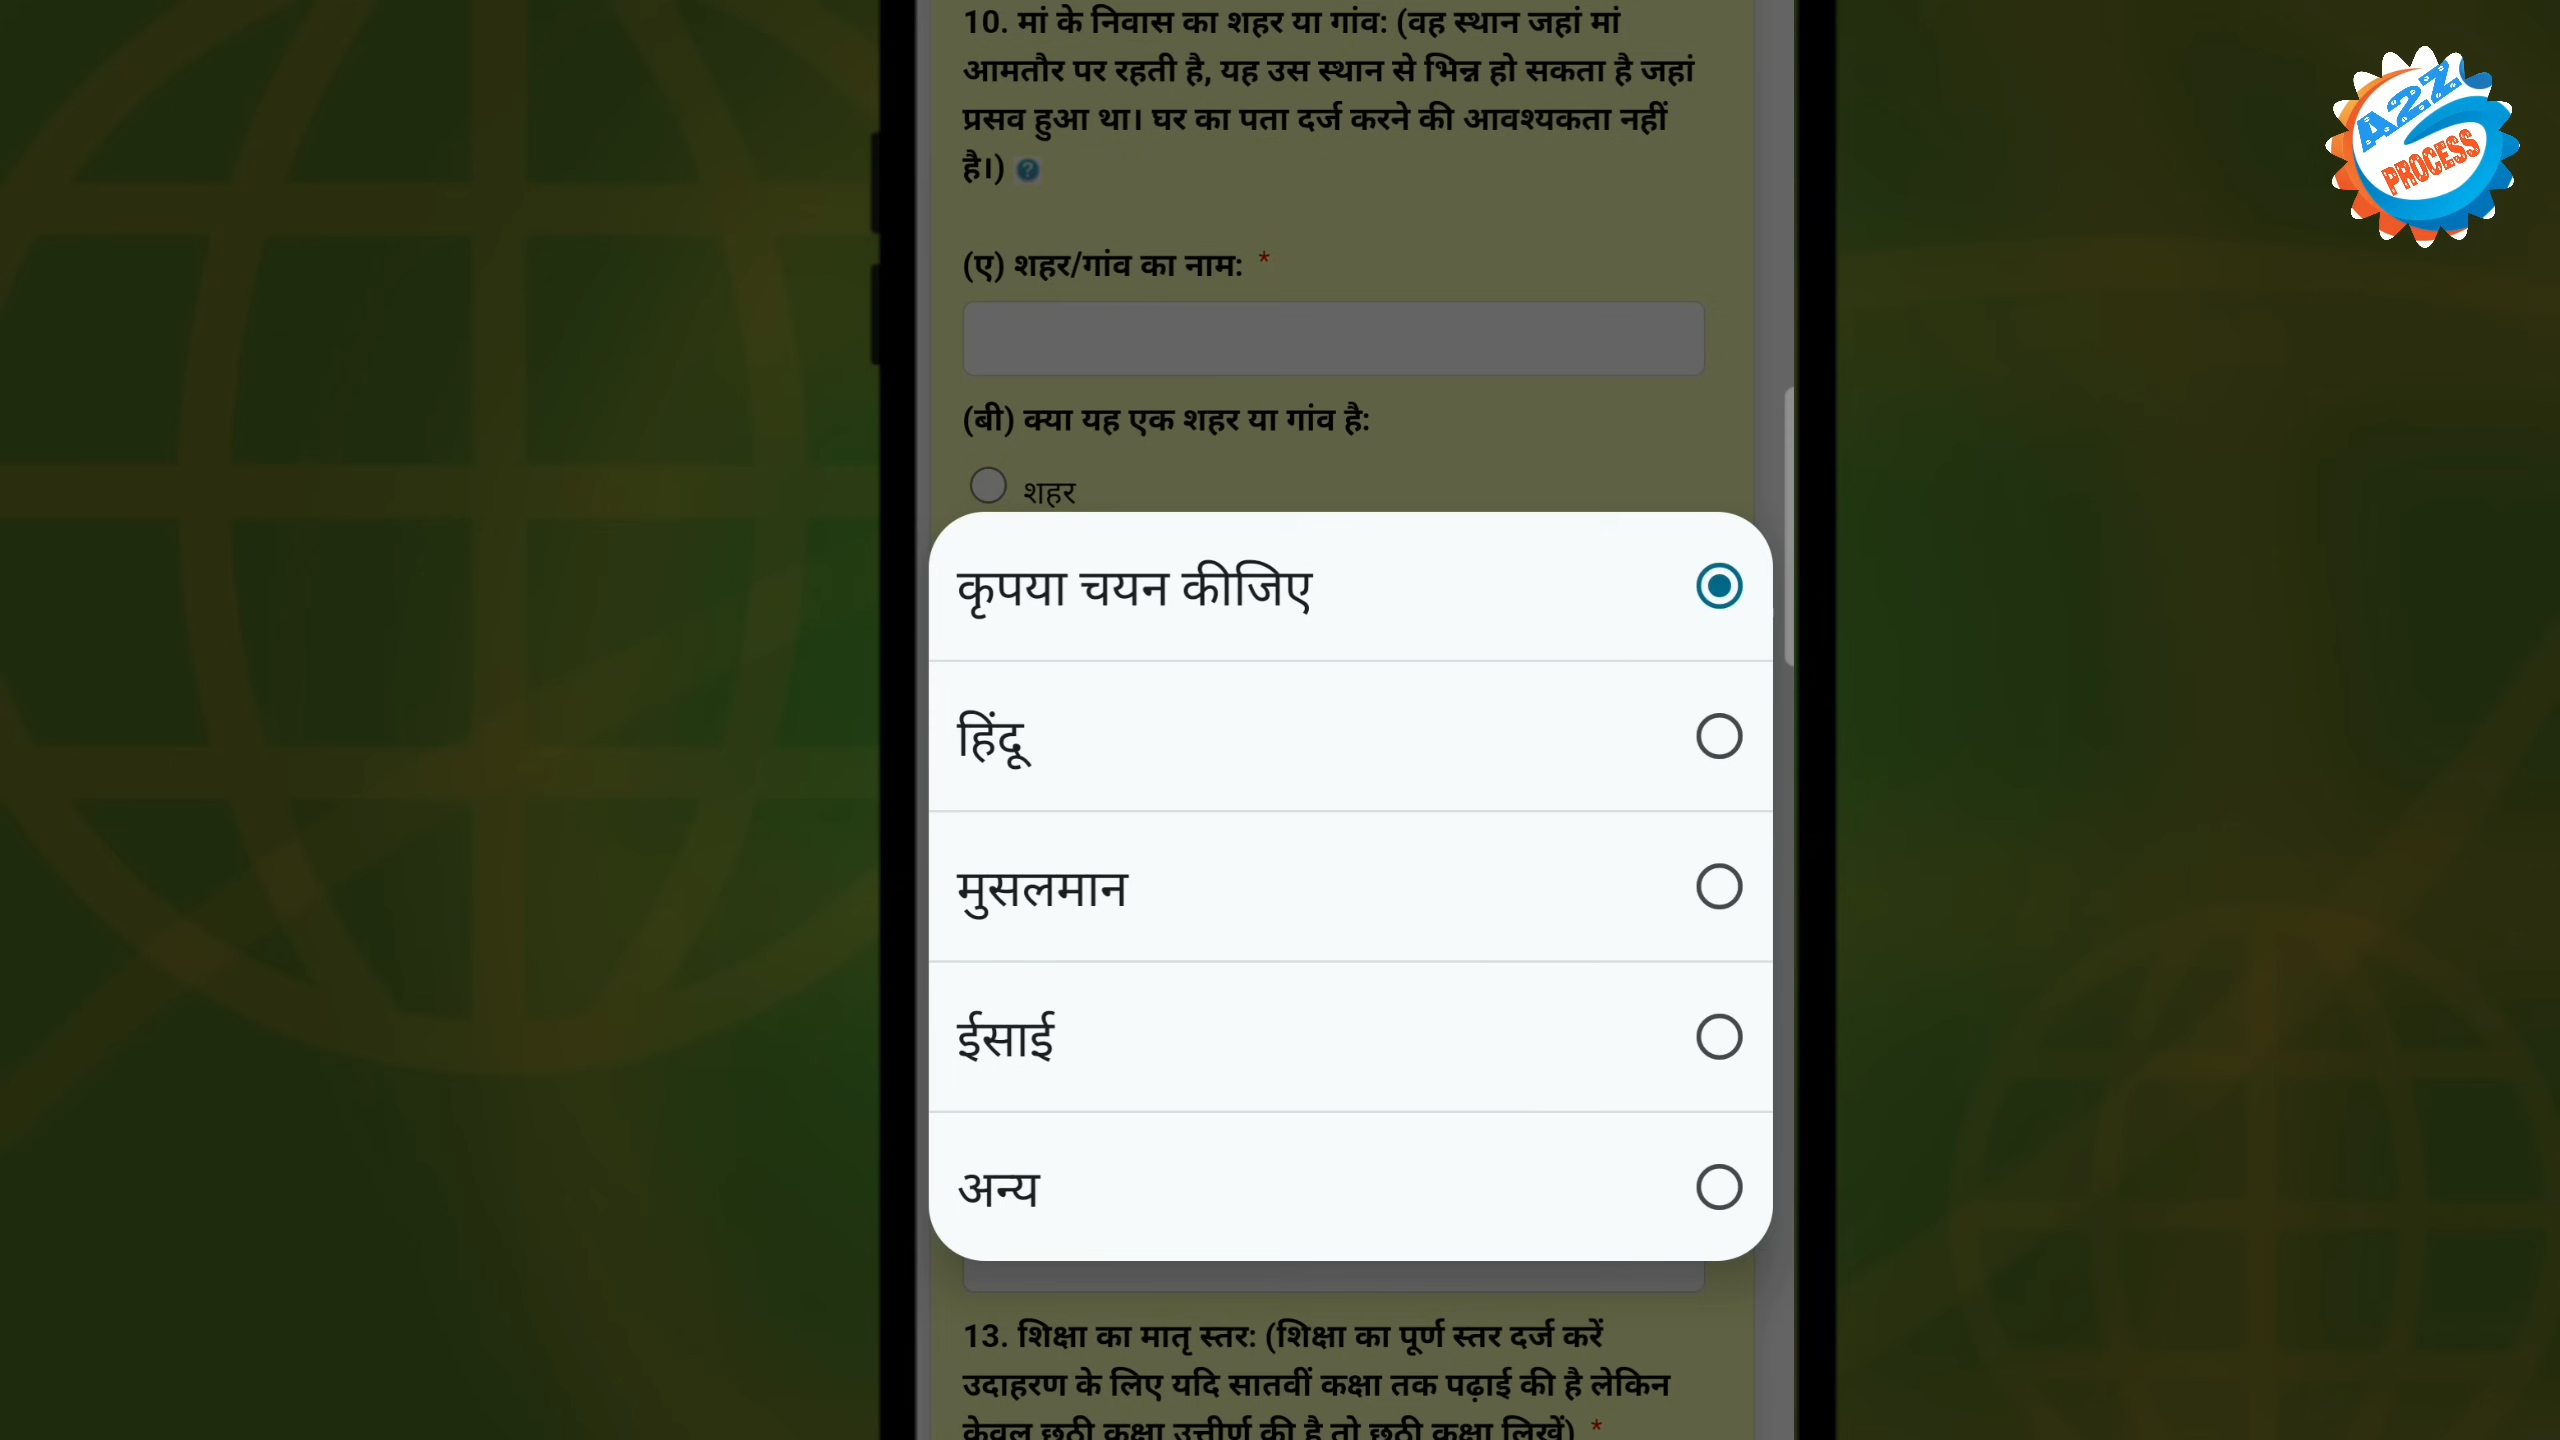 10. मां के निवास का शहर या गांव: (वह स्थान जहां मां
आमतौर पर रहती है, यह उस स्थान से भिन्न हो सकता है जहां
प्रसव हुआ था। घर का पता दर्ज करने की आवश्यकता नहीं
है।) ?
(ए) शहर/गांव का नाम: *
(बी) क्या यह एक शहर या गांव है:
शहर
कृपया चयन कीजिए
हिंदू
मुसलमान
ईसाई
अन्य
13. शिक्षा का मातृ स्तर: (शिक्षा का पूर्ण स्तर दर्ज करें
उदाहरण के लिए यदि सातवीं कक्षा तक पढ़ाई की है लेकिन
केवल छठी कक्षा उत्तीर्ण की है तो छठी कक्षा लिखें) *
A2Z
PROCESS